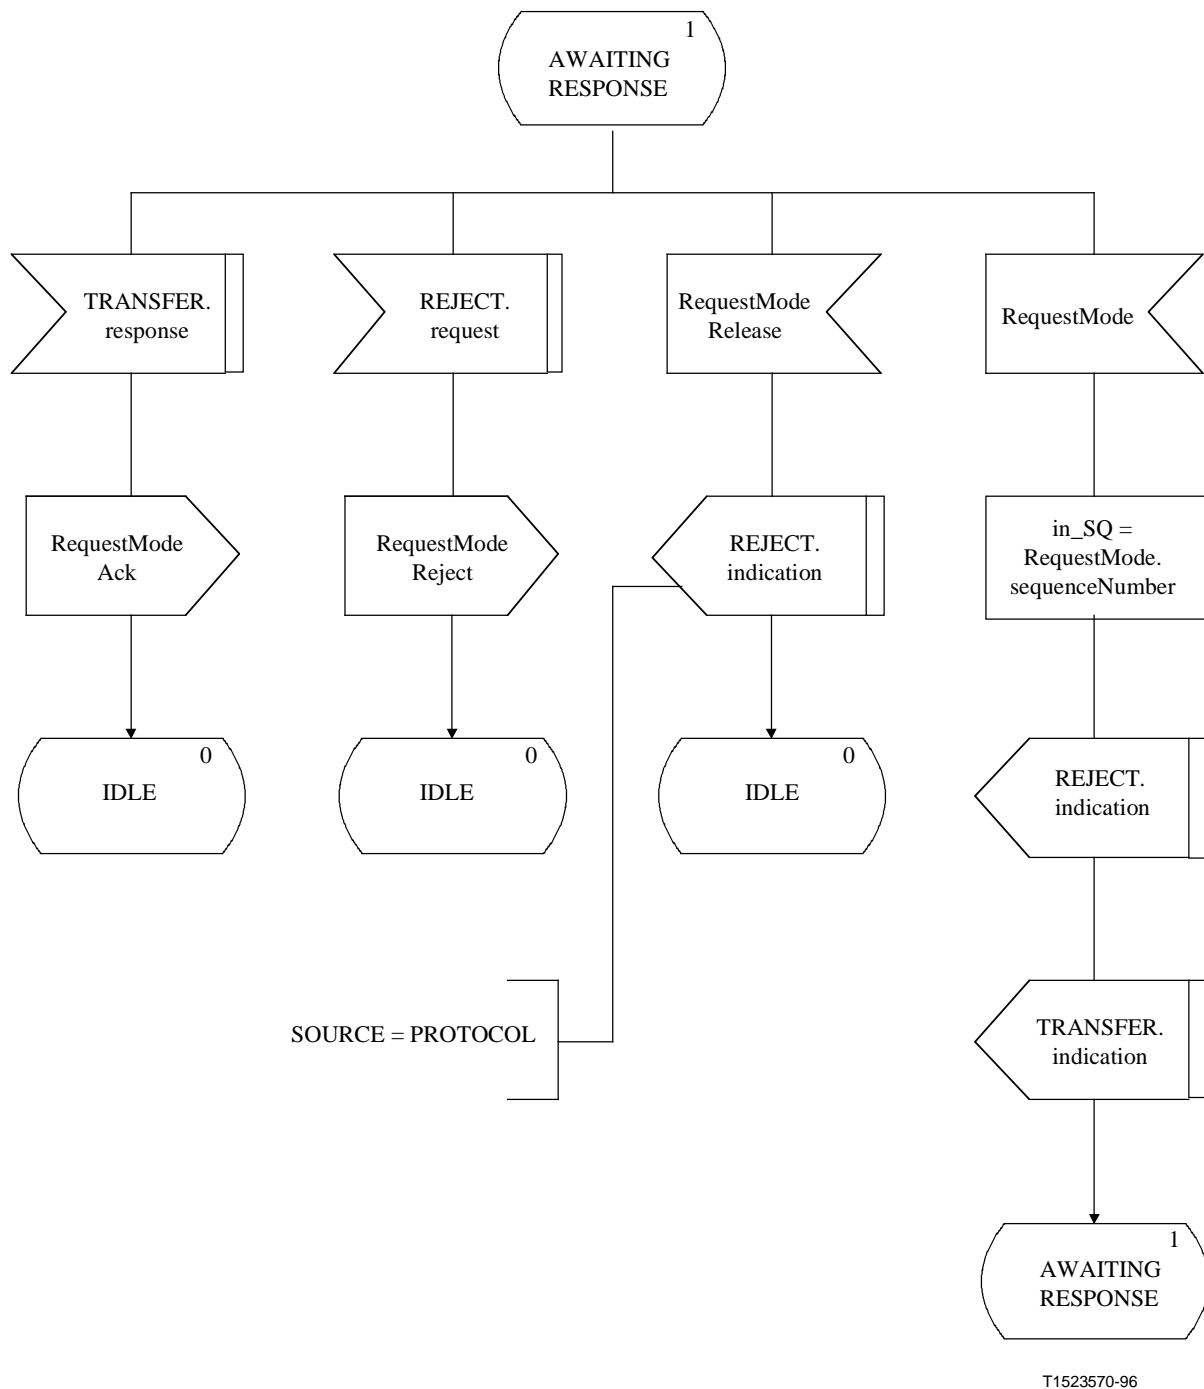 1
AWAITING
RESPONSE
TRANSFER.
response
REJECT.
request
RequestMode
Release
RequestMode
RequestMode
Ack
RequestMode
Reject
REJECT.
indication
in_SQ =
RequestMode.
sequenceNumber
0
IDLE
0
IDLE
0
IDLE
REJECT.
indication
SOURCE = PROTOCOL
TRANSFER.
indication
1
AWAITING
RESPONSE
T1523570-96